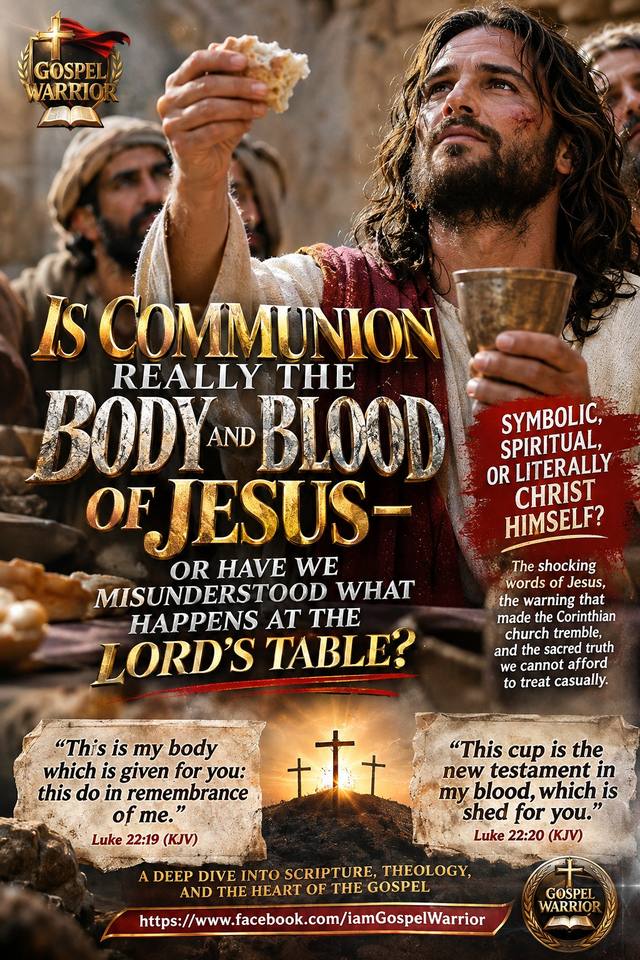 GOSPEL
WARRIOR
IS COMMUNION
REALLY THE
BODY AND BLOOD
OF JESUS–
OR HAVE WE
MISUNDERSTOOD WHAT
HAPPENS AT THE
LORD'S TABLE?
SYMBOLIC,
SPIRITUAL,
OR LITERALLY
CHRIST
HIMSELF?
The shocking
words of Jesus,
the warning that
made the Corinthian
church tremble,
and the sacred truth
we cannot afford
to treat casually.
"This is my body
which is given for you:
this do in remembrance
of me."
Luke 22:19 (KJV)
"This cup is the
new testament in
my blood, which is
shed for you."
Luke 22:20 (KJV)
A DEEP DIVE INTO SCRIPTURE, THEOLOGY,
AND THE HEART OF THE GOSPEL
https://www.facebook.com/iamGospelWarrior
GOSPEL
WARRIOR